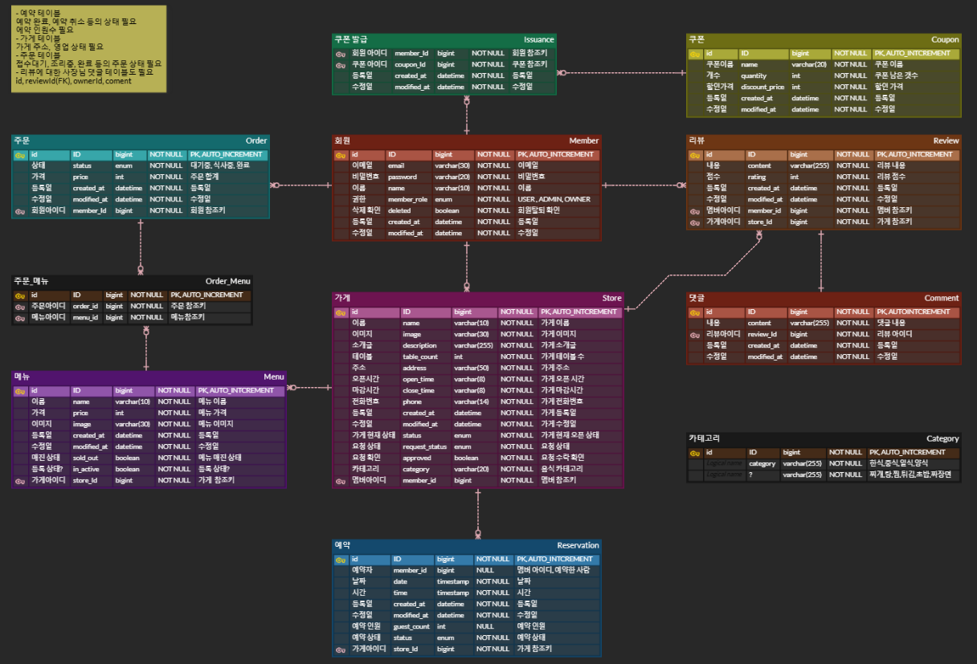 - 예약 테이블
예약 완료, 예약 취소 등의 상태 필요
예약 인원수 필요
- 가게 테이블
가게 주소, 영업 상태 필요
- 주문 테이블
접수대기, 조리중, 완료 등의 주문 상태 필요
- 리뷰에 대한 사장님 댓글 테이블도 필요
id, reviewId(FK), ownerId, coment
쿠폰 발급 Issuance
회원 아이디 member_Id bigint NOT NULL 회원 참조키
쿠폰 아이디 coupon_Id bigint NOT NULL 쿠폰 참조키
등록일 created_at datetime NOT NULL 등록일
수정일 modified_at datetime NOT NULL 수정일
쿠폰 Coupon
id ID bigint NOT NULL PK, AUTO_INTCREMENT
쿠폰이름 name varchar(20) NOT NULL 쿠폰 이름
개수 quantity int NOT NULL 쿠폰 남은 갯수
할인가격 discount_price int NOT NULL 할인 가격
등록일 created_at datetime NOT NULL 등록일
수정일 modified_at datetime NOT NULL 수정일
주문 Order
id ID bigint NOT NULL PK, AUTO_INTCREMENT
상태 status enum NOT NULL 대기중, 식사중, 완료
가격 price int NOT NULL 주문 합계
등록일 created_at datetime NOT NULL 등록일
수정일 modified_at datetime NOT NULL 수정일
회원아이디 member_Id bigint NOT NULL 회원 참조키
회원 Member
id ID bigint NOT NULL PK, AUTO_INTCREMENT
이메일 email varchar(30) NOT NULL 이메일
비밀번호 password varchar(20) NOT NULL 비밀번호
이름 name varchar(10) NOT NULL 이름
권한 member_role enum NOT NULL USER, ADMIN, OWNER
삭제 확인 deleted boolean NOT NULL 회원탈퇴 확인
등록일 created_at datetime NOT NULL 등록일
수정일 modified_at datetime NOT NULL 수정일
리뷰 Review
id ID bigint NOT NULL PK, AUTO_INTCREMENT
내용 content varchar(255) NOT NULL 리뷰 내용
점수 rating int NOT NULL 리뷰 점수
등록일 created_at datetime NOT NULL 등록일
수정일 modified_at datetime NOT NULL 수정일
멤버아이디 member_id bigint NOT NULL 멤버 참조키
가게아이디 store_Id bigint NOT NULL 가게 참조키
주문_메뉴 Order_Menu
id ID bigint NOT NULL PK, AUTO_INCREMENT
주문아이디 order_id bigint NOT NULL 주문 참조키
메뉴아이디 menu_id bigint NOT NULL 메뉴참조키
가게 Store
id ID bigint NOT NULL PK, AUTO_INTCREMENT
이름 name varchar(10) NOT NULL 가게 이름
이미지 image varchar(30) NOT NULL 가게 이미지
소개글 description varchar(255) NOT NULL 가게 소개글
테이블 table_count int NOT NULL 가게 테이블 수
주소 address varchar(50) NOT NULL 가게 주소
오픈시간 open_time varchar(8) NOT NULL 가게 오픈 시간
마감시간 close_time varchar(8) NOT NULL 가게 마감시간
전화번호 phone varchar(14) NOT NULL 가게 전화번호
등록일 created_at datetime NOT NULL 가게 등록일
수정일 modified_at datetime NOT NULL 가게수정일
가게 현재 상태 status enum NOT NULL 가게 현재 오픈 상태
요청 상태 request_status enum NOT NULL 요청 상태
요청 확인 approved boolean NOT NULL 요청 수락 확인
카테고리 category varchar(20) NOT NULL 음식 카테고리
멤버아이디 member_id bigint NOT NULL 멤버 참조키
댓글 Comment
id ID bigint NOT NULL PK, AUTOINTCREMENT
내용 content varchar(255) NOT NULL 댓글 내용
리뷰아이디 review_Id bigint NOT NULL 리뷰 아이디
등록일 created_at datetime NOT NULL 등록일
수정일 modified_at datetime NOT NULL 수정일
메뉴 Menu
id ID bigint NOT NULL PK, AUTO_INTCREMENT
이름 name varchar(10) NOT NULL 메뉴 이름
가격 price int NOT NULL 메뉴 가격
이미지 image varchar(30) NOT NULL 메뉴 이미지
등록일 created_at datetime NOT NULL 등록일
수정일 modified_at datetime NOT NULL 수정일
매진 상태 sold_out boolean NOT NULL 메뉴 매진 상태
등록 상태? in_active boolean NOT NULL 등록 상태?
가게아이디 store_Id bigint NOT NULL 가게 참조키
카테고리 Category
id ID bigint NOT NULL PK, AUTO_INTCREMENT
category varchar(255) NOT NULL 한식,중식,일식,양식
? varchar(255) NOT NULL 찌개,탕,찜,튀김,초밥,짜장면
예약 Reservation
id ID bigint NOT NULL PK, AUTO_INTCREMENT
예약자 member_id bigint NULL 멤버 아이디, 예약한 사람
날짜 date timestamp NOT NULL 날짜
시간 time timestamp NOT NULL 시간
등록일 created_at datetime NOT NULL 등록일
수정일 modified_at datetime NOT NULL 수정일
예약 인원 guest_count int NULL 예약 인원
예약 상태 status enum NOT NULL 예약 상태
가게아이디 store_Id bigint NOT NULL 가게 참조키